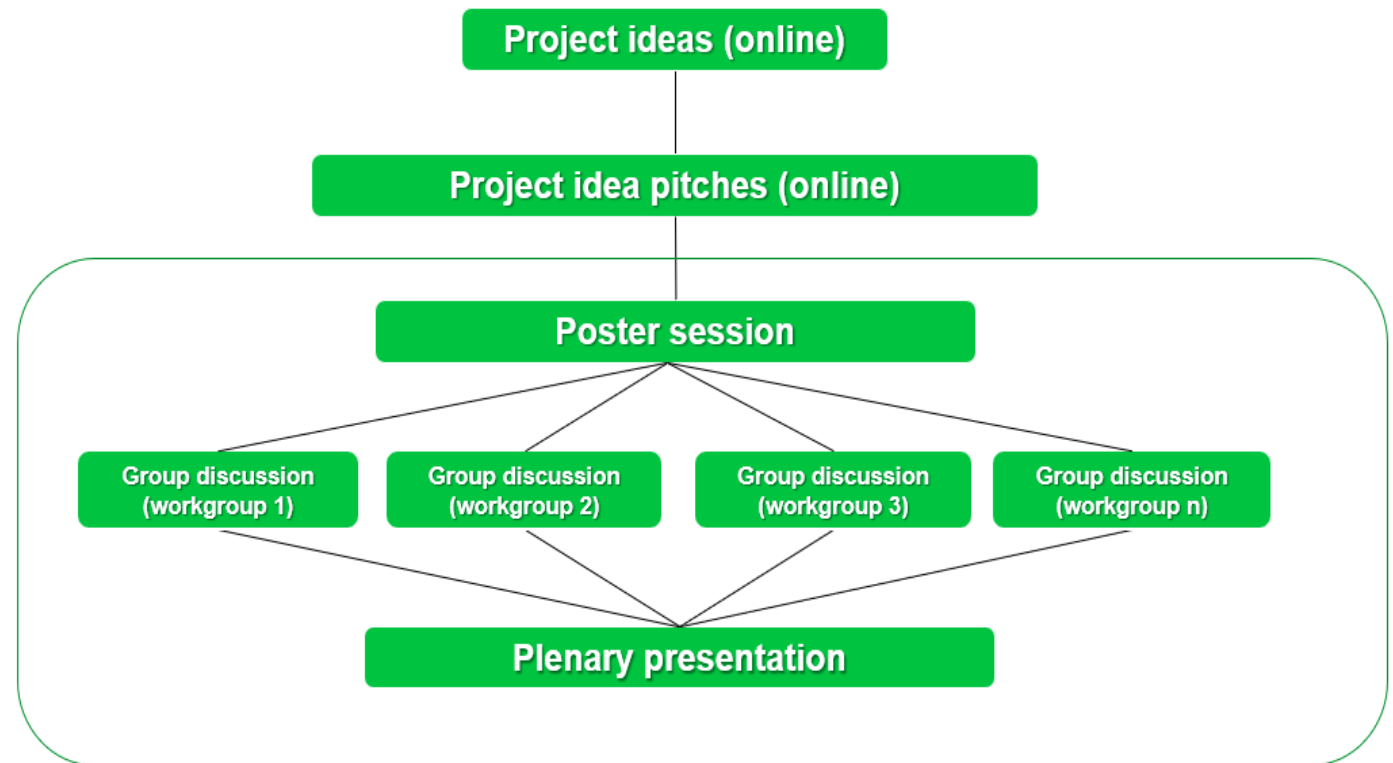 Project ideas (online)
Project idea pitches (online)
Poster session
Group discussion
(workgroup 1)
Group discussion
(workgroup 2)
Group discussion
(workgroup 3)
Group discussion
(workgroup n)
Plenary presentation